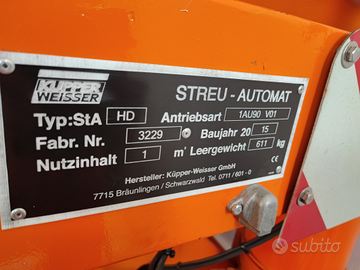 KÜPPER
WEISSER
STREU - AUTOMAT
Typ:StA HD Antriebsart 1AU90 V01
Fabr. Nr. 3229 Baujahr 20 15
Nutzinhalt 1 m³ Leergewicht 611 kg
Hersteller: Küpper-Weisser GmbH
7715 Bräunlingen / Schwarzwald Tel. 0711 / 601 - 0
subito